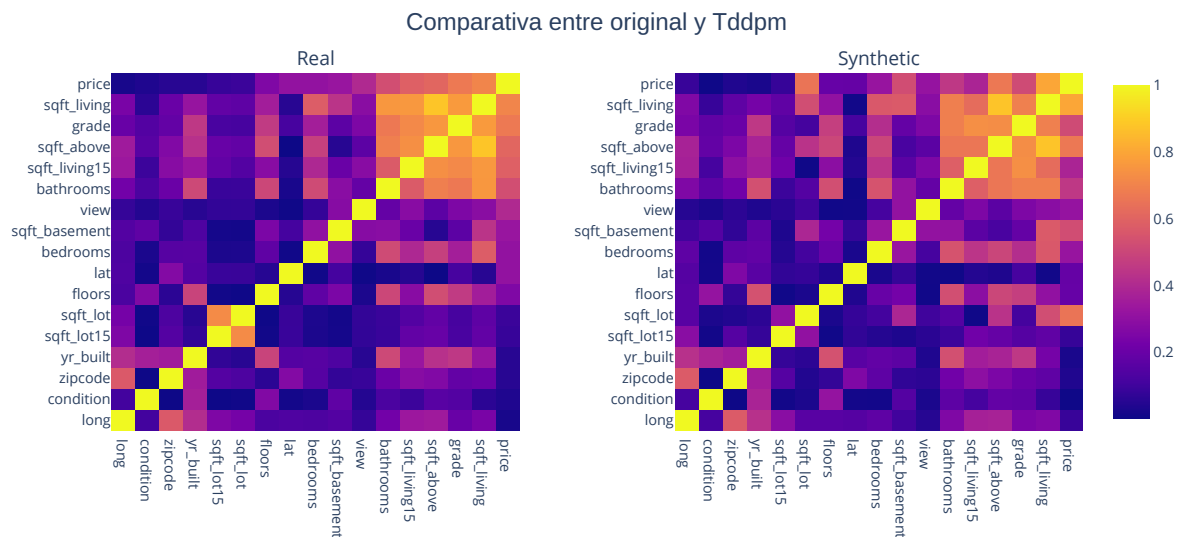 Comparativa entre original y Tddpm
Real
price
sqft_living
grade
sqft_above
sqft_living15
bathrooms
view
sqft_basement
bedrooms
lat
floors
sqft_lot
sqft_lot15
yr_built
zipcode
condition
long
long
condition
zipcode
yr_built
sqft_lot15
sqft_lot
floors
lat
bedrooms
sqft_basement
view
bathrooms
sqft_living15
sqft_above
grade
sqft_living
price
Synthetic
price
sqft_living
grade
sqft_above
sqft_living15
bathrooms
view
sqft_basement
bedrooms
lat
floors
sqft_lot
sqft_lot15
yr_built
zipcode
condition
long
long
condition
zipcode
yr_built
sqft_lot15
sqft_lot
floors
lat
bedrooms
sqft_basement
view
bathrooms
sqft_living15
sqft_above
grade
sqft_living
price
1
0.8
0.6
0.4
0.2